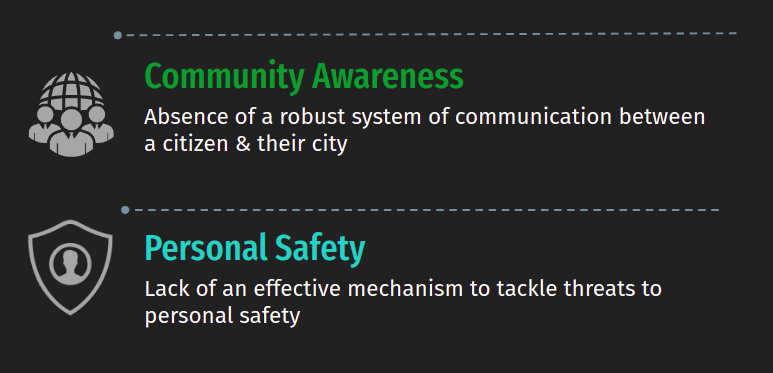 Community Awareness
Absence of a robust system of communication between
a citizen & their city
Personal Safety
Lack of an effective mechanism to tackle threats to
personal safety